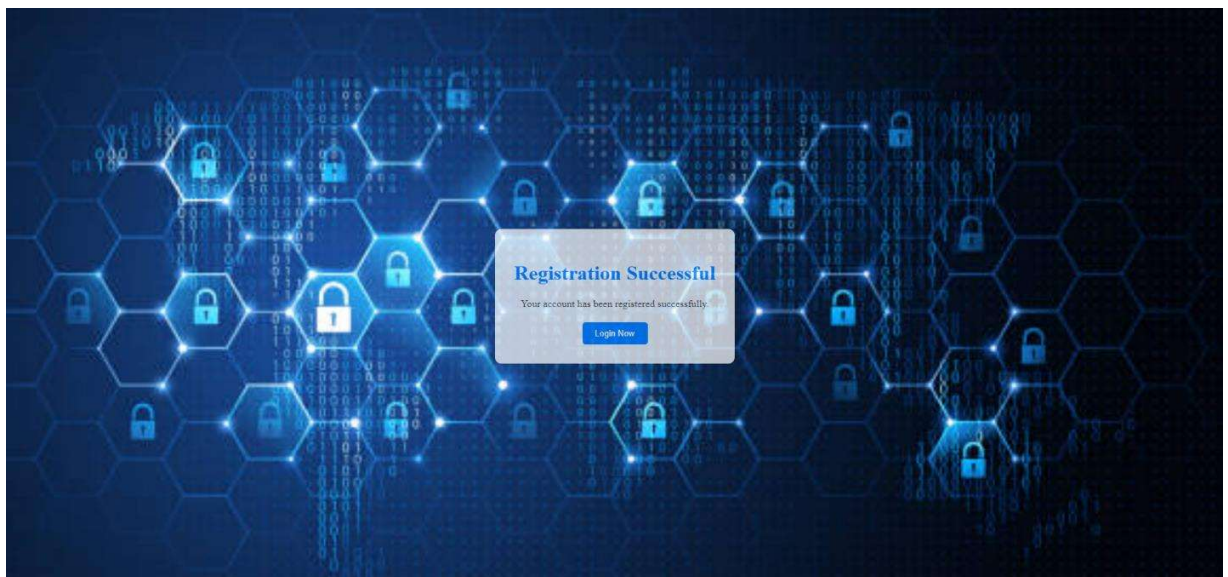 Registration Successful
Your account has been registered successfully.
Login Now